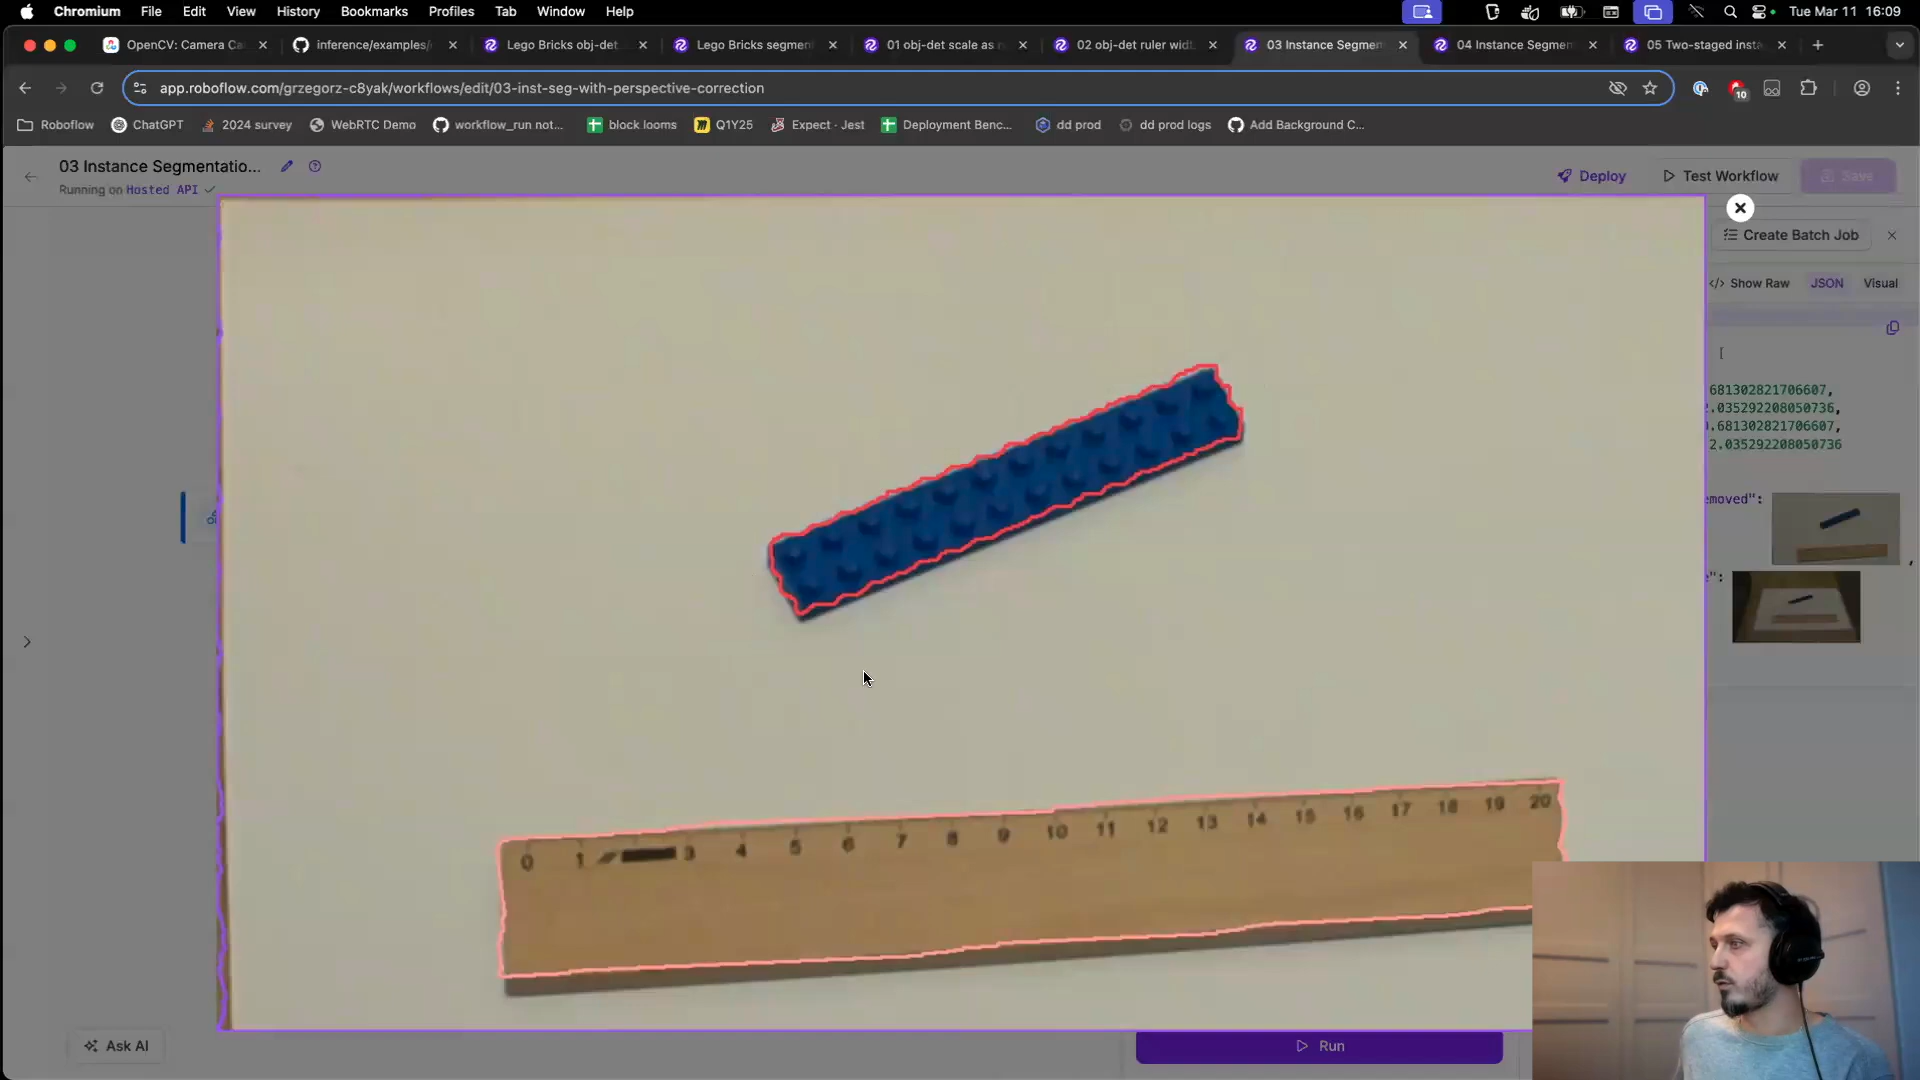 Chromium File Edit View History Bookmarks Profiles Tab Window Help Tue Mar 11 16:09
OpenCV: Camera Ca
inference/examples/
Lego Bricks obj-det.
Lego Bricks segmen
01 obj-det scale as
02 obj-det ruler widt
03 Instance Segmen
04 Instance Segmen
05 Two-staged insta
app.roboflow.com/grzegorz-c8yak/workflows/edit/03-inst-seg-with-perspective-correction
10
Roboflow ChatGPT 2024 survey WebRTC Demo workflow_run not... block looms Q1Y25 Expect · Jest Deployment Benc... dd prod dd prod logs Add Background C...
03 Instance Segmentatio...
Running on Hosted API
Deploy Test Workflow Save
Create Batch Job
</> Show Raw JSON Visual
[
681302821706607,
.035292208050736,
.681302821706607,
2.035292208050736
emoved":
,
":
0 1 3 4 5 6 7 8 9 10 11 12 13 14 15 16 17 18 19 20
Ask AI
Run